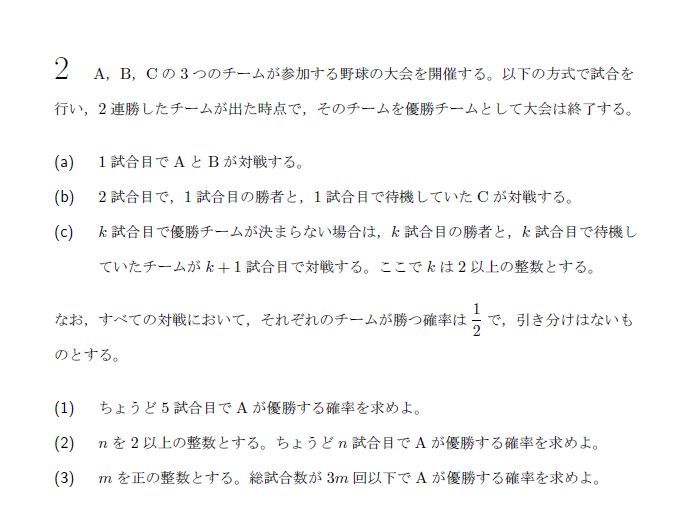 2 A，B，C の 3 つのチームが参加する野球の大会を開催する。以下の方式で試合を
行い，2 連勝したチームが出た時点で，そのチームを優勝チームとして大会は終了する。
(a) 1 試合目で A と B が対戦する。
(b) 2 試合目で，1 試合目の勝者と，1 試合目で待機していた C が対戦する。
(c) k 試合目で優勝チームが決まらない場合は，k 試合目の勝者と，k 試合目で待機し
ていたチームが k + 1 試合目で対戦する。ここで k は 2 以上の整数とする。
なお，すべての対戦において，それぞれのチームが勝つ確率は 1/2 で，引き分けはないも
のとする。
(1) ちょうど 5 試合目で A が優勝する確率を求めよ。
(2) n を 2 以上の整数とする。ちょうど n 試合目で A が優勝する確率を求めよ。
(3) m を正の整数とする。総試合数が 3m 回以下で A が優勝する確率を求めよ。